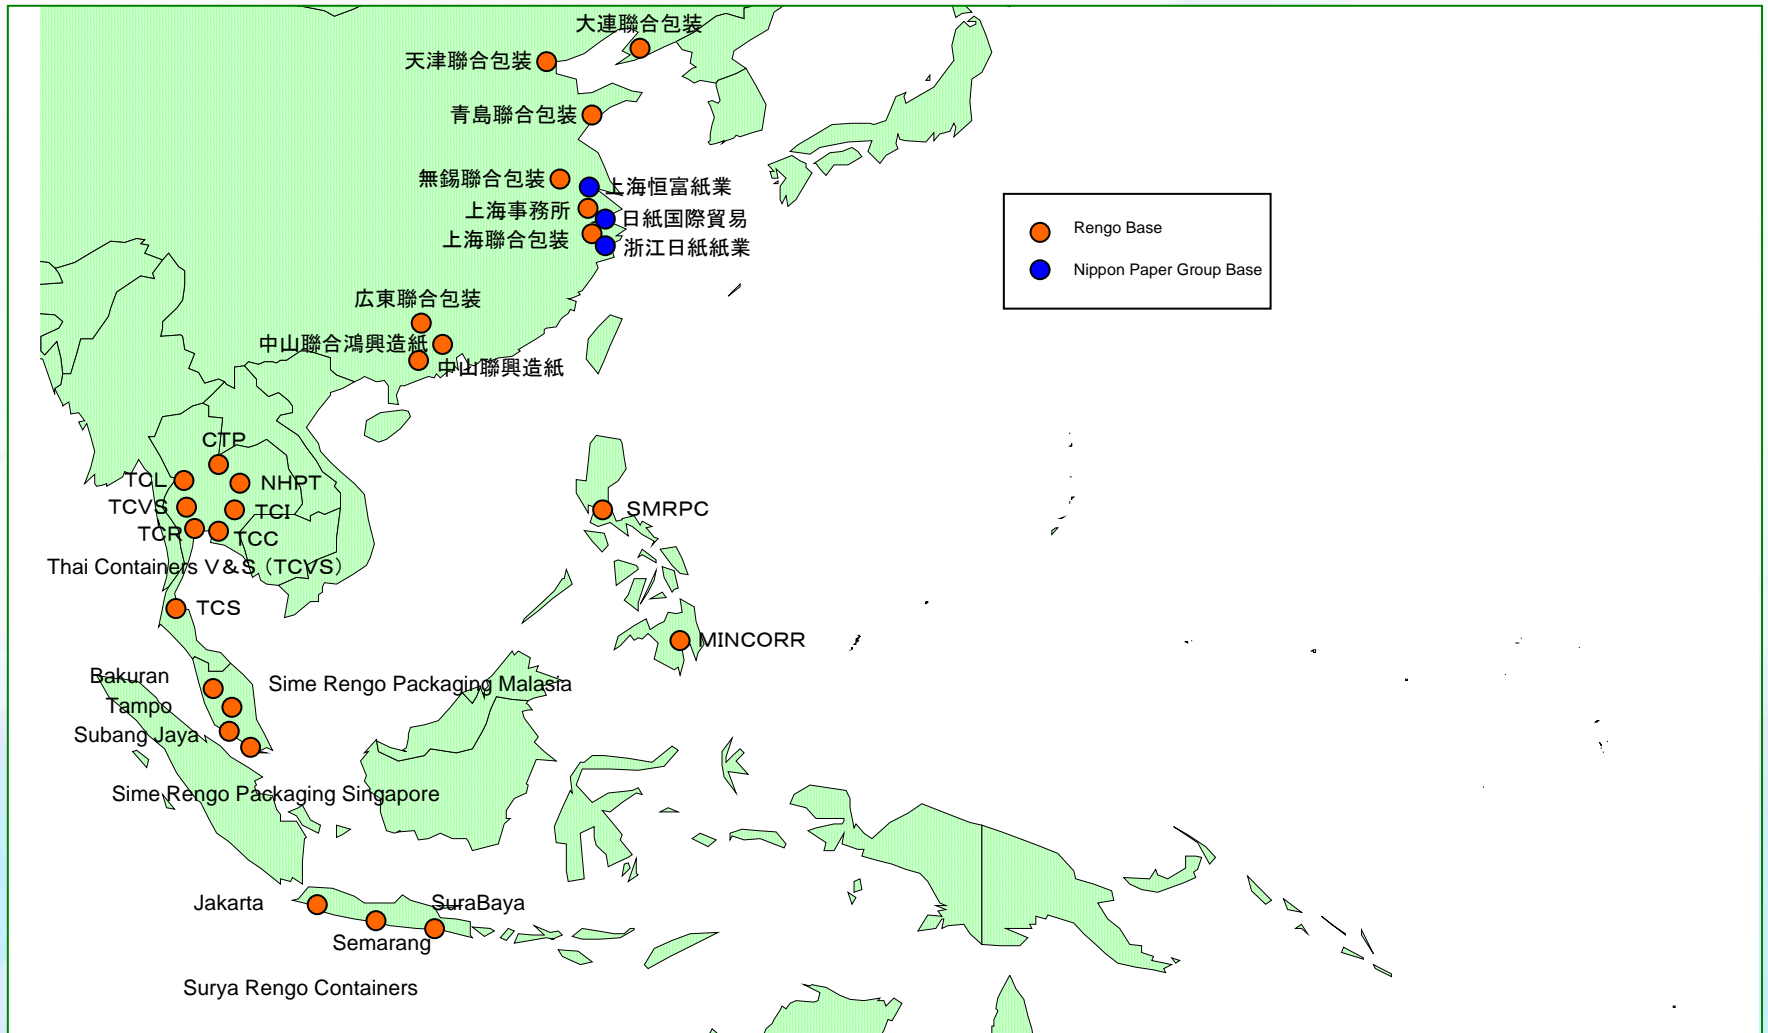 大連聯合包装
天津聯合包装
青島聯合包装
無錫聯合包装
上海恒富紙業
上海事務所
日紙国際貿易
上海聯合包装
浙江日紙紙業
Rengo Base
Nippon Paper Group Base
広東聯合包装
中山聯合鴻興造紙
中山聯興造紙
CTP
TCL
NHPT
TCVS
TCI
TCR
TCC
Thai Containers V&S (TCVS)
TCS
SMRPC
MINCORR
Bakuran
Sime Rengo Packaging Malasia
Tampo
Subang Jaya
Sime Rengo Packaging Singapore
Jakarta
SuraBaya
Semarang
Surya Rengo Containers